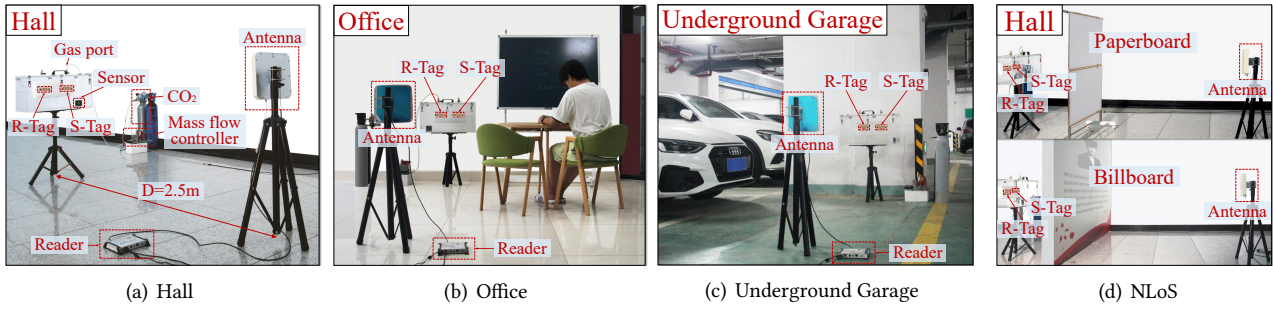 Hall
Gas port
Antenna
Sensor
CO₂
R-Tag
S-Tag
Mass flow
controller
D=2.5m
Reader
(a) Hall
Office
R-Tag
S-Tag
Antenna
Reader
(b) Office
Underground Garage
R-Tag
S-Tag
Antenna
Reader
(c) Underground Garage
Hall
Paperboard
S-Tag
R-Tag
Antenna
Billboard
S-Tag
R-Tag
Antenna
(d) NLoS